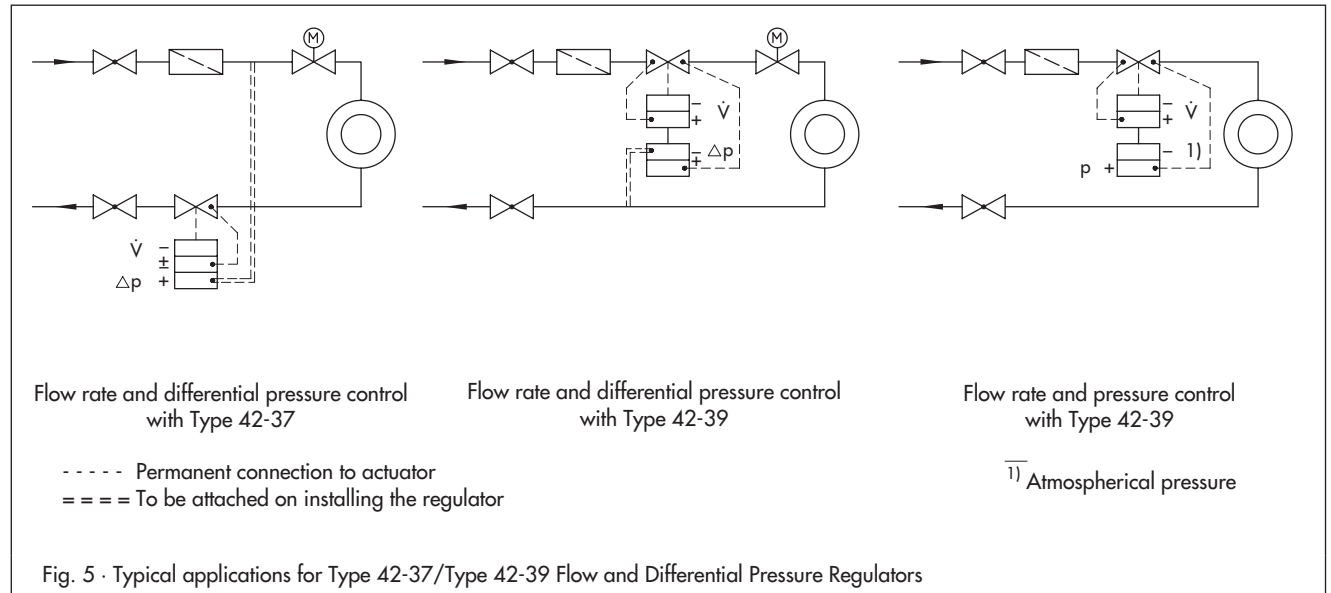 M
V̇
−
±
Δp +
Flow rate and differential pressure control
with Type 42-37
M
− V̇
+
− Δp
+
Flow rate and differential pressure control
with Type 42-39
− V̇
+
− 1)
p +
Flow rate and pressure control
with Type 42-39
- - - - - Permanent connection to actuator
= = = = To be attached on installing the regulator
1) Atmospherical pressure
Fig. 5 · Typical applications for Type 42-37/Type 42-39 Flow and Differential Pressure Regulators